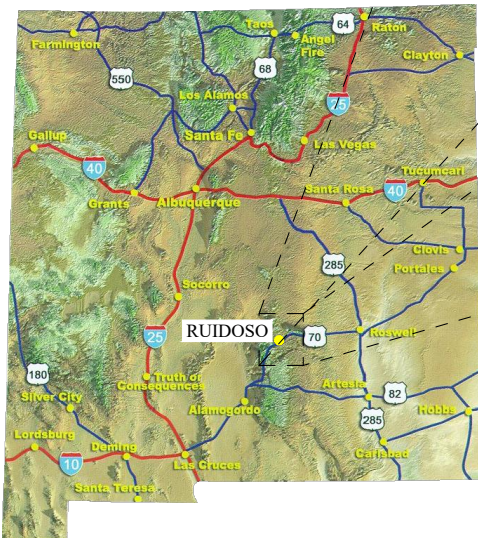 Taos
64
Raton
Farmington
Angel
Fire
Clayton
550
68
Los Alamos
25
Gallup
Santa Fe
Las Vegas
40
Tucumcari
Santa Rosa
40
Grants
Albuquerque
Clovis
285
Portales
Socorro
RUIDOSO
70
Roswell
25
180
Truth or
Consequences
Artesia
82
Silver City
Alamogordo
Hobbs
285
Lordsburg
Deming
Carlsbad
10
Las Cruces
Santa Teresa